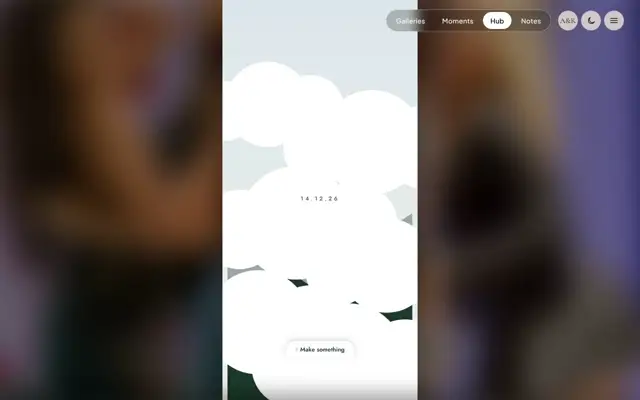 Galleries
Moments
Hub
Notes
A&K
14.12.26
Make something